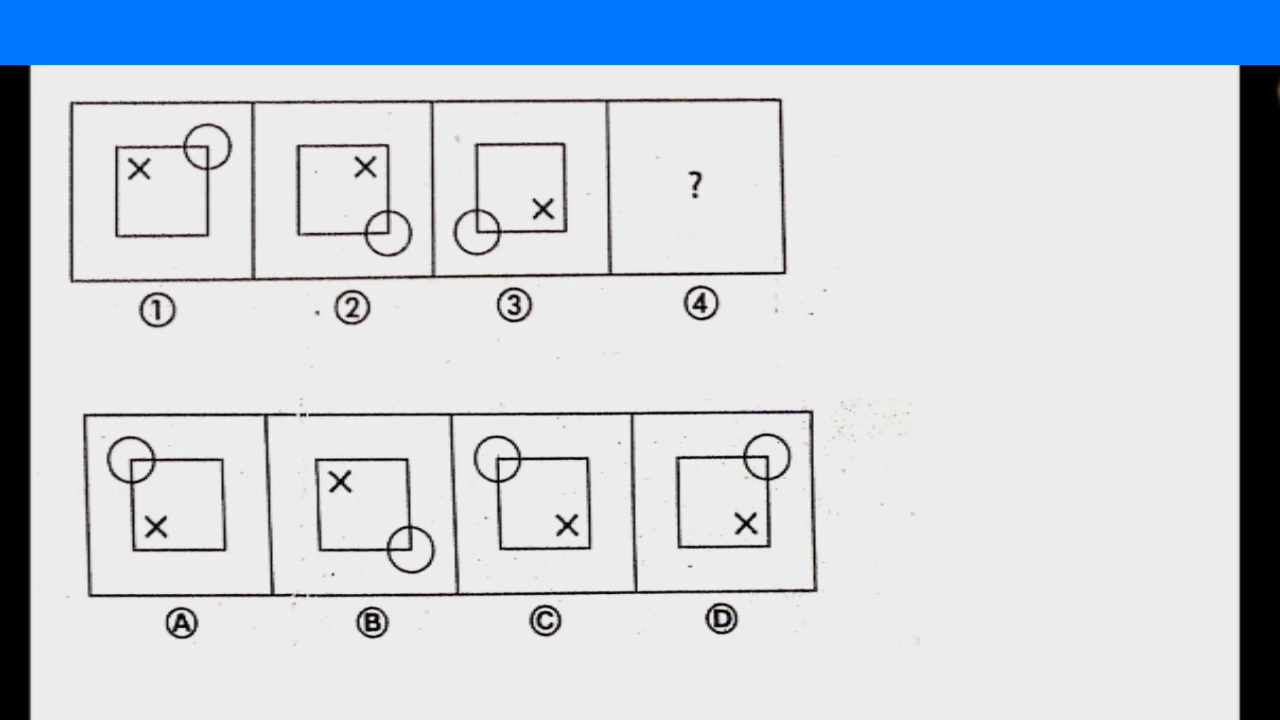 ?
① ② ③ ④
Ⓐ Ⓑ Ⓒ Ⓓ